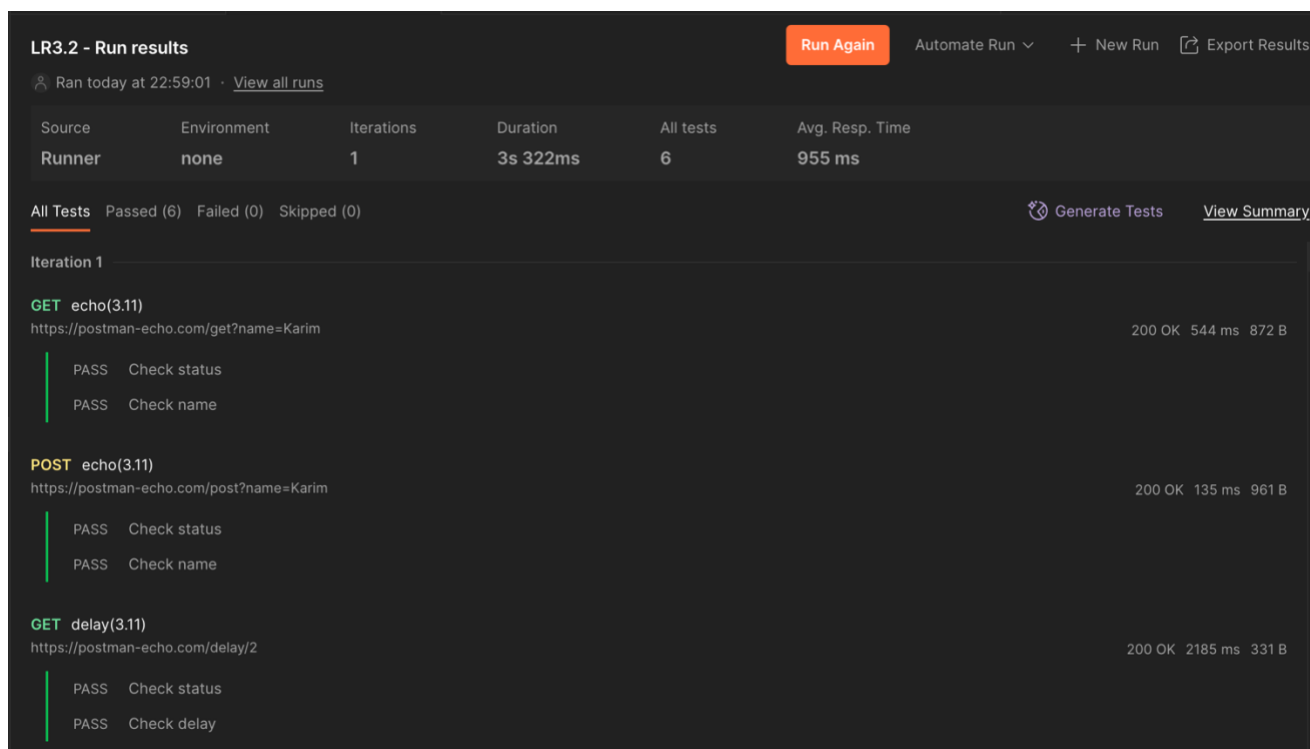 LR3.2 - Run results
Run Again
Automate Run
New Run
Export Results
Ran today at 22:59:01 · View all runs
Source Environment Iterations Duration All tests Avg. Resp. Time
Runner none 1 3s 322ms 6 955 ms
All Tests Passed (6) Failed (0) Skipped (0) Generate Tests View Summary
Iteration 1
GET echo(3.11)
https://postman-echo.com/get?name=Karim 200 OK 544 ms 872 B
PASS Check status
PASS Check name
POST echo(3.11)
https://postman-echo.com/post?name=Karim 200 OK 135 ms 961 B
PASS Check status
PASS Check name
GET delay(3.11)
https://postman-echo.com/delay/2 200 OK 2185 ms 331 B
PASS Check status
PASS Check delay